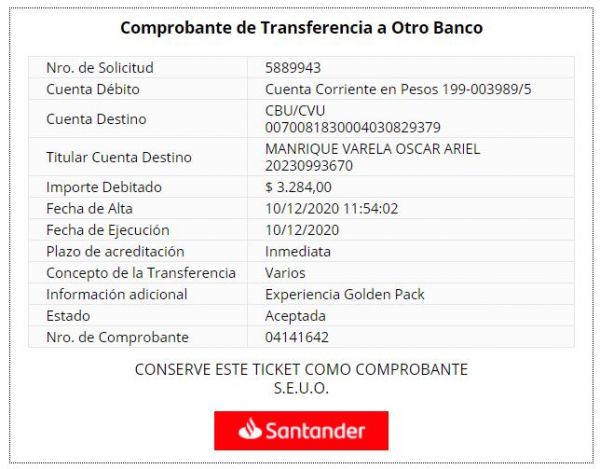 Comprobante de Transferencia a Otro Banco
Nro. de Solicitud 5889943
Cuenta Débito Cuenta Corriente en Pesos 199-003989/5
Cuenta Destino CBU/CVU
0070081830004030829379
Titular Cuenta Destino MANRIQUE VARELA OSCAR ARIEL
20230993670
Importe Debitado $ 3.284,00
Fecha de Alta 10/12/2020 11:54:02
Fecha de Ejecución 10/12/2020
Plazo de acreditación Inmediata
Concepto de la Transferencia Varios
Información adicional Experiencia Golden Pack
Estado Aceptada
Nro. de Comprobante 04141642
CONSERVE ESTE TICKET COMO COMPROBANTE
S.E.U.O.
Santander